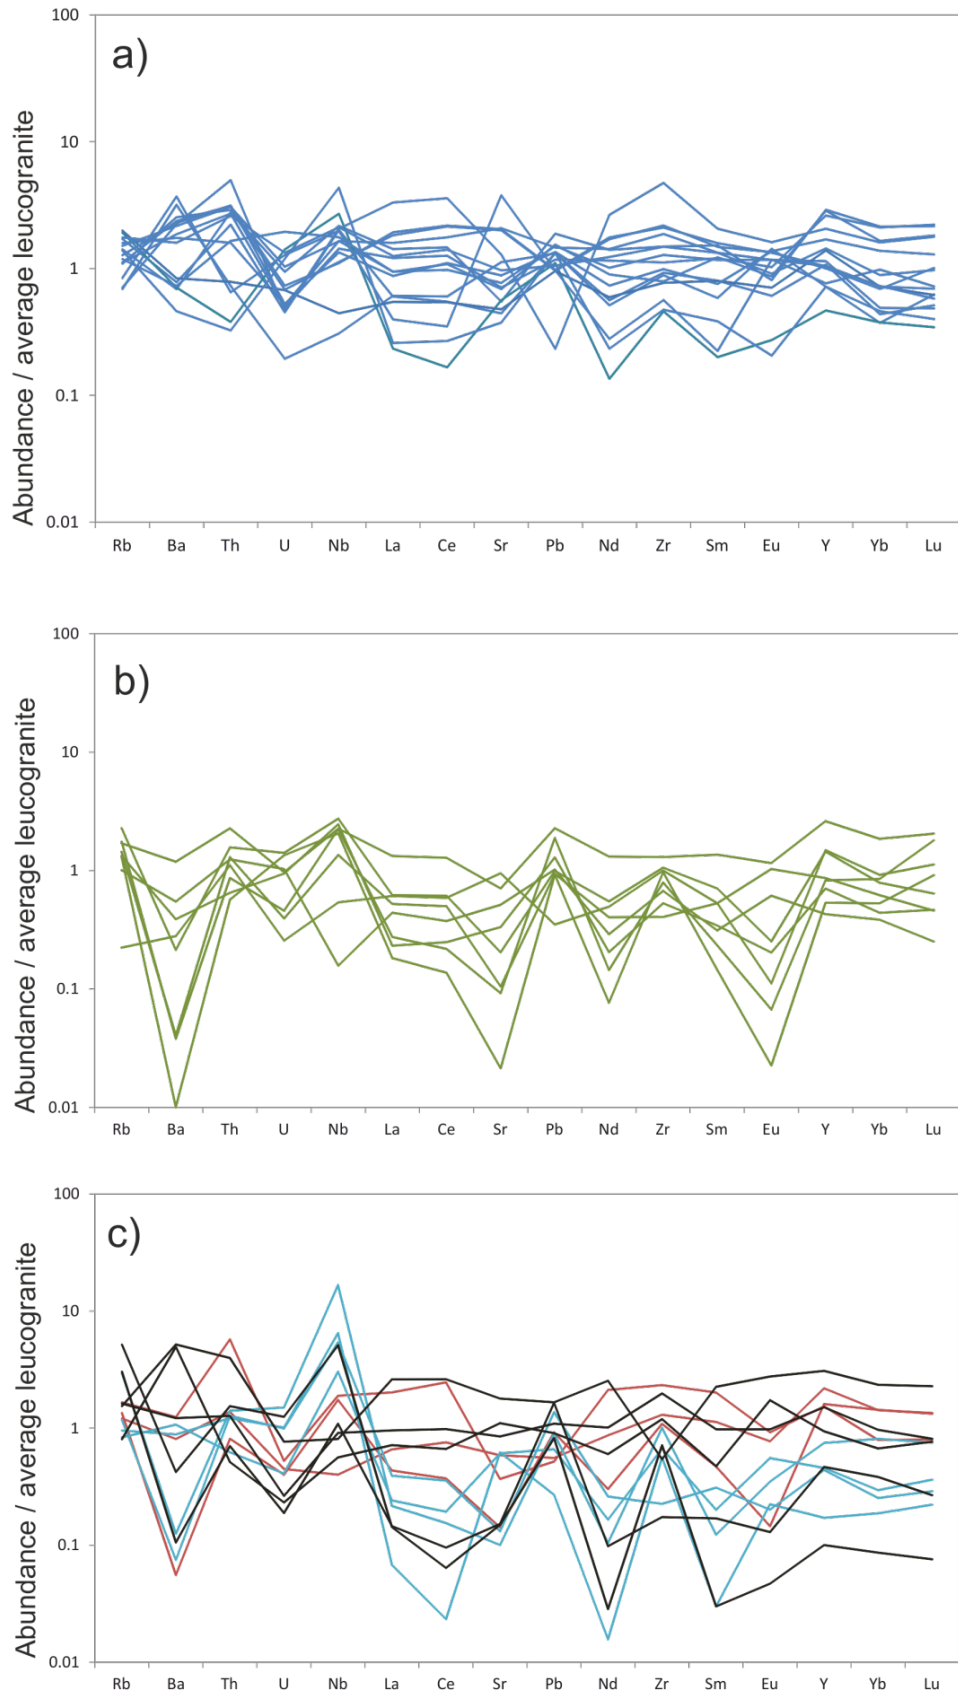 a)
Abundance / average leucogranite
100
10
1
0.1
0.01
Rb Ba Th U Nb La Ce Sr Pb Nd Zr Sm Eu Y Yb Lu
b)
Abundance / average leucogranite
100
10
1
0.1
0.01
Rb Ba Th U Nb La Ce Sr Pb Nd Zr Sm Eu Y Yb Lu
c)
Abundance / average leucogranite
100
10
1
0.1
0.01
Rb Ba Th U Nb La Ce Sr Pb Nd Zr Sm Eu Y Yb Lu